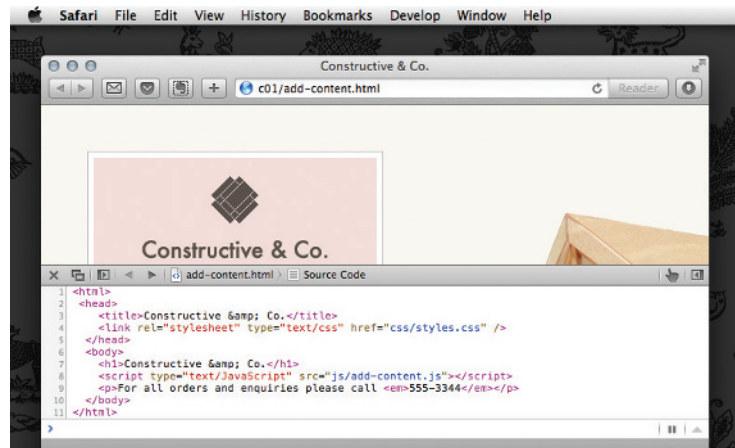 Safari File Edit View History Bookmarks Develop Window Help
Constructive & Co.
c01/add-content.html
Reader
Constructive & Co.
add-content.html
Source Code
1 <html>
2 <head>
3 <title>Constructive &amp; Co.</title>
4 <link rel="stylesheet" type="text/css" href="css/styles.css" />
5 </head>
6 <body>
7 <h1>Constructive &amp; Co.</h1>
8 <script type="text/JavaScript" src="js/add-content.js"></script>
9 <p>For all orders and enquiries please call <em>555-3344</em></p>
10 </body>
11 </html>